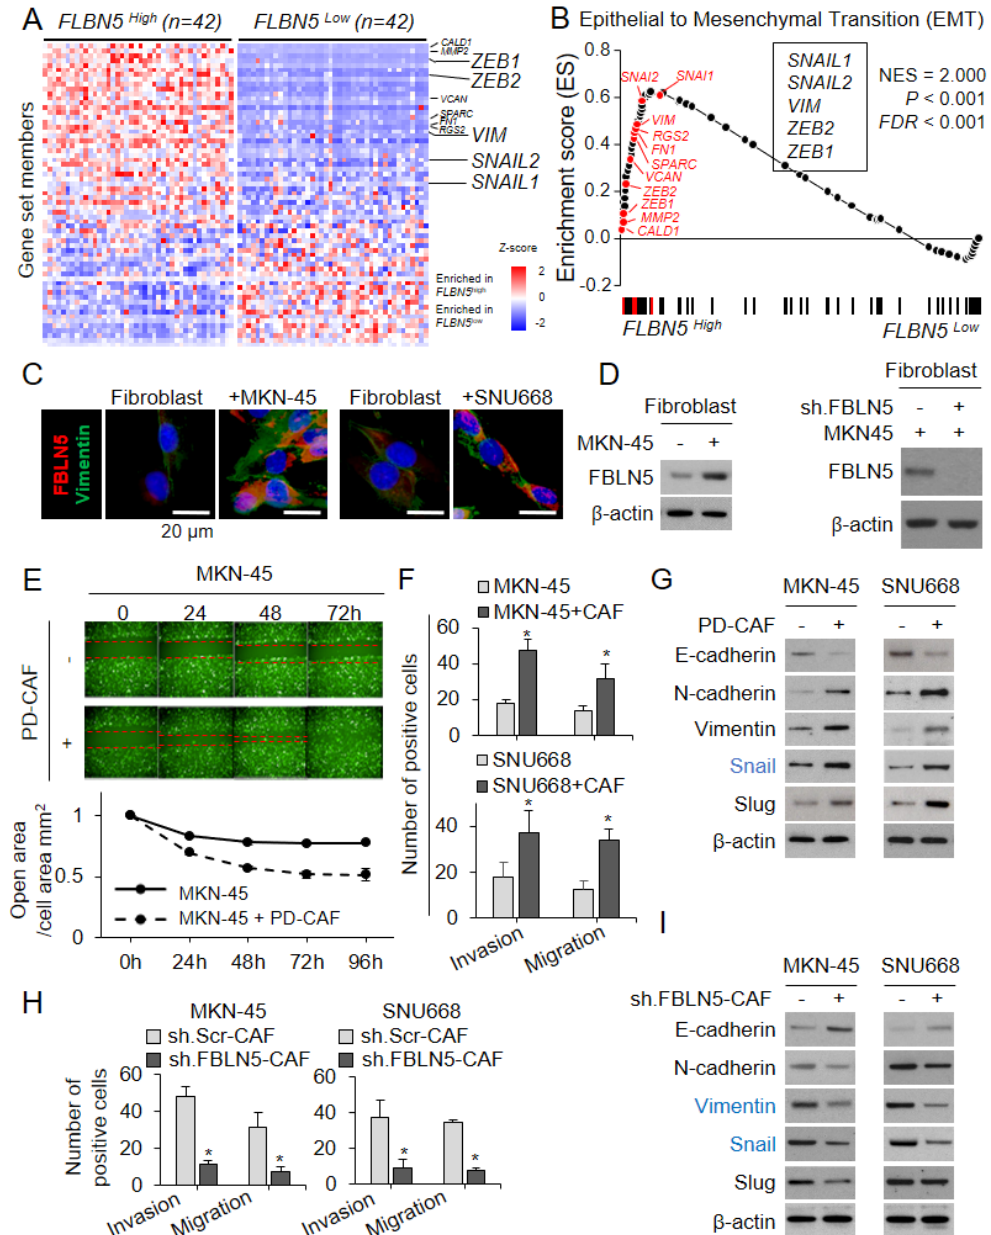 A
FLBN5 High (n=42)
FLBN5 Low (n=42)
Gene set members
CALD1
MMP2
ZEB1
ZEB2
VCAN
SPARC
FN1
RGS2
VIM
SNAIL2
SNAIL1
Z-score
Enriched in
FLBN5high
Enriched in
FLBN5low
2
0
-2
B Epithelial to Mesenchymal Transition (EMT)
Enrichment score (ES)
0.8
0.6
0.4
0.2
0.0
-0.2
SNAI2
SNAI1
VIM
RGS2
FN1
SPARC
VCAN
ZEB2
ZEB1
MMP2
CALD1
SNAIL1
SNAIL2
VIM
ZEB2
ZEB1
NES = 2.000
P < 0.001
FDR < 0.001
FLBN5 High
FLBN5 Low
C
Fibroblast +MKN-45 Fibroblast +SNU668
FBLN5
Vimentin
20 μm
D
Fibroblast
MKN-45 - +
FBLN5
β-actin
Fibroblast
sh.FBLN5 - +
MKN45 + +
FBLN5
β-actin
E
MKN-45
0 24 48 72h
PD-CAF
-
+
Open area
/cell area mm2
1
0.5
0
MKN-45
MKN-45 + PD-CAF
0h 24h 48h 72h 96h
F
Number of positive cells
MKN-45
MKN-45+CAF
60
40
20
0
* *
SNU668
SNU668+CAF
40
20
0
* *
Invasion Migration
G
MKN-45 SNU668
PD-CAF - + - +
E-cadherin
N-cadherin
Vimentin
Snail
Slug
β-actin
H
MKN-45
sh.Scr-CAF
sh.FBLN5-CAF
Number of
positive cells
60
40
20
0
* *
Invasion Migration
SNU668
sh.Scr-CAF
sh.FBLN5-CAF
60
40
20
0
* *
Invasion Migration
I
MKN-45 SNU668
sh.FBLN5-CAF - + - +
E-cadherin
N-cadherin
Vimentin
Snail
Slug
β-actin